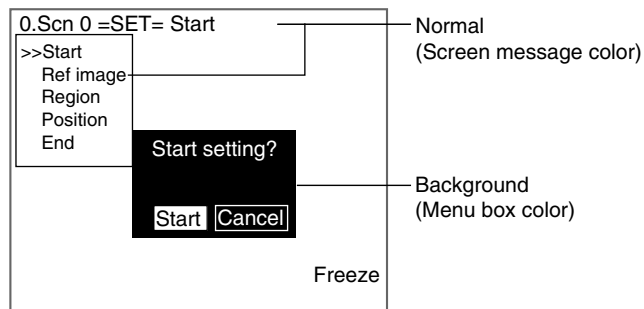 0.Scn 0 =SET= Start
>>Start
Ref image
Region
Position
End
Start setting?
Start Cancel
Freeze
Normal
(Screen message color)
Background
(Menu box color)